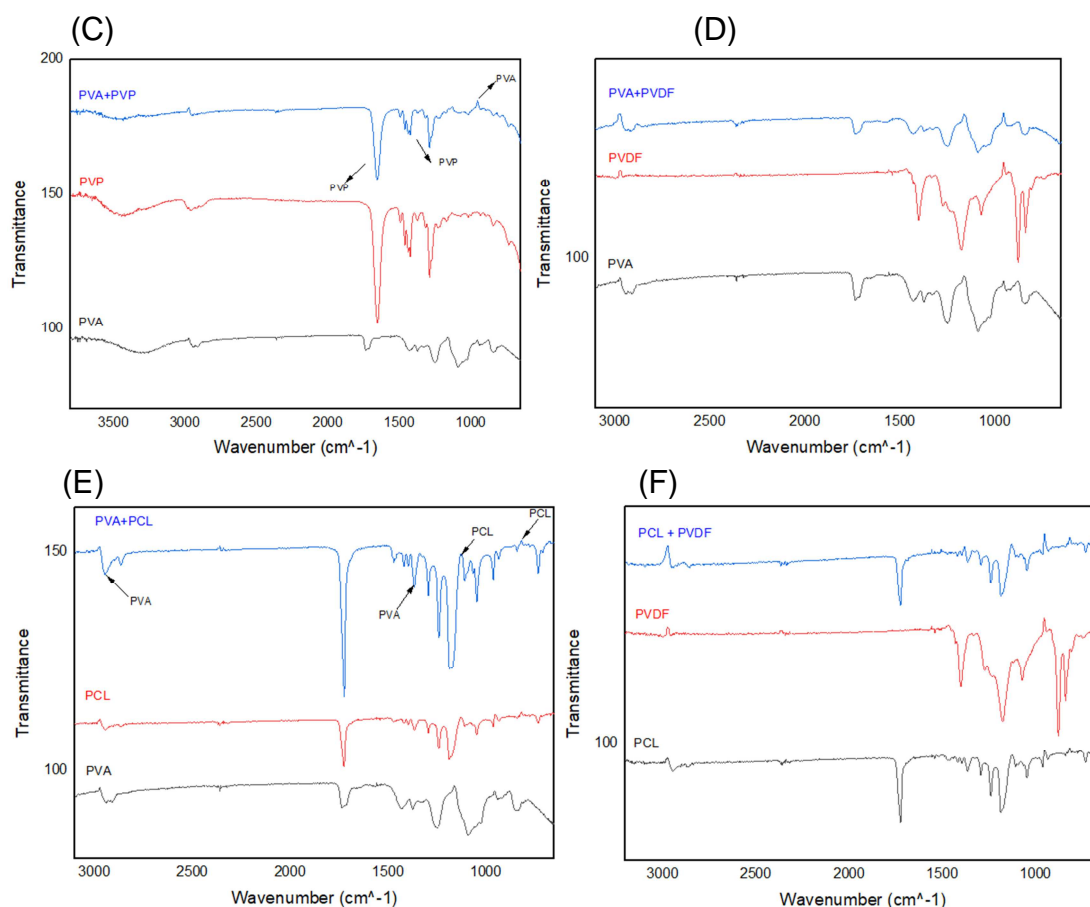 (C)
200
PVA+PVP
PVA
PVP
PVP
PVP
150
PVA
100
Transmittance
3500 3000 2500 2000 1500 1000
Wavenumber (cm^-1)
(D)
PVA+PVDF
PVDF
100
PVA
Transmittance
3000 2500 2000 1500 1000
Wavenumber (cm^-1)
(E)
PVA+PCL
PCL
PCL
150
PVA
PVA
PCL
100
PVA
Transmittance
3000 2500 2000 1500 1000
Wavenumber (cm^-1)
(F)
PCL + PVDF
PVDF
100
PCL
Transmittance
3000 2500 2000 1500 1000
Wavenumber (cm^-1)